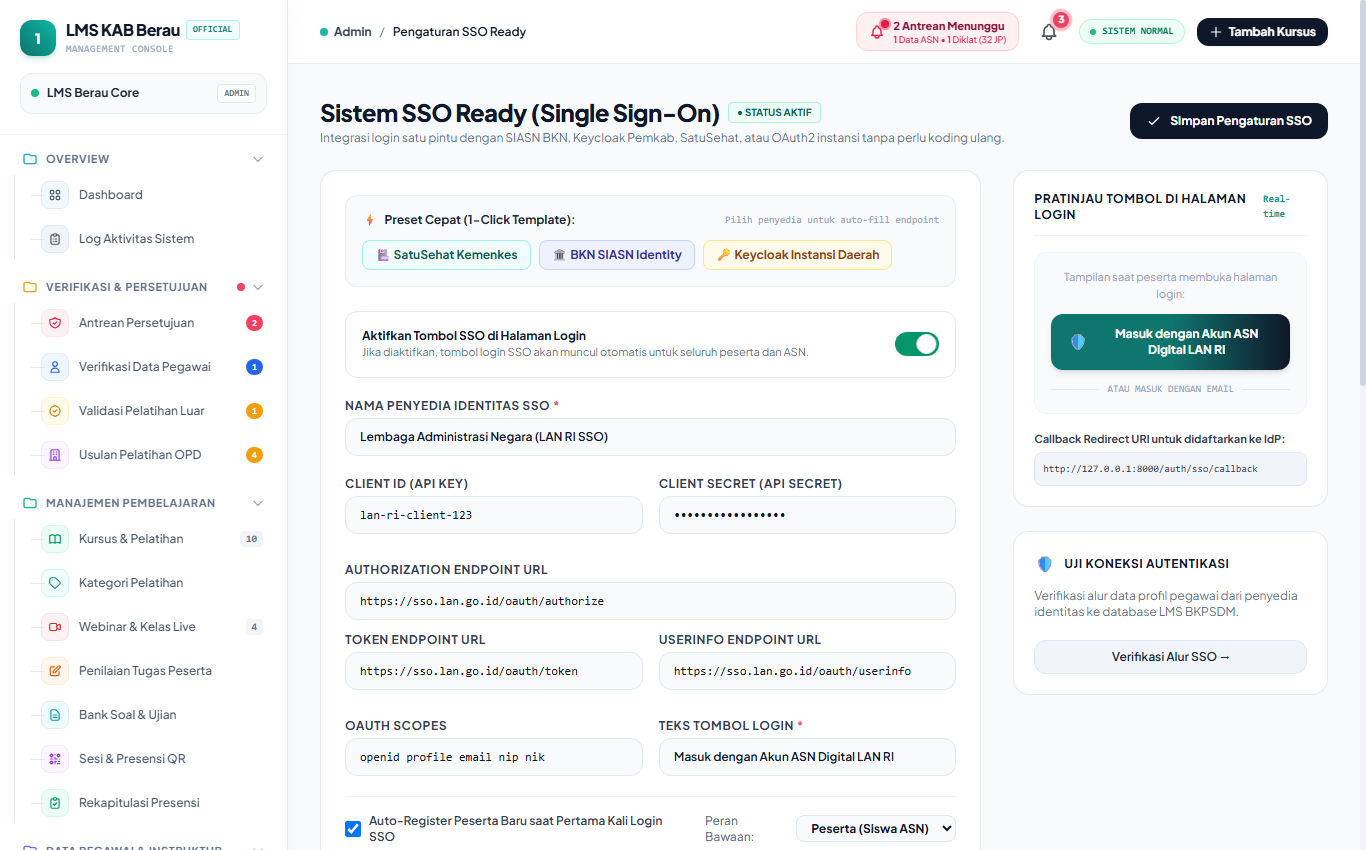 1
LMS KAB Berau
OFFICIAL
MANAGEMENT CONSOLE
LMS Berau Core
ADMIN
OVERVIEW
Dashboard
Log Aktivitas Sistem
VERIFIKASI & PERSETUJUAN
Antrean Persetujuan
2
Verifikasi Data Pegawai
1
Validasi Pelatihan Luar
1
Usulan Pelatihan OPD
4
MANAJEMEN PEMBELAJARAN
Kursus & Pelatihan
10
Kategori Pelatihan
Webinar & Kelas Live
4
Penilaian Tugas Peserta
Bank Soal & Ujian
Sesi & Presensi QR
Rekapitulasi Presensi
DATA PEGAWAI & INSTRUKTUR
Admin / Pengaturan SSO Ready
2 Antrean Menunggu
1 Data ASN • 1 Diklat (32 JP)
3
SISTEM NORMAL
Tambah Kursus
Sistem SSO Ready (Single Sign-On)
• STATUS AKTIF
Integrasi login satu pintu dengan SIASN BKN, Keycloak Pemkab, SatuSehat, atau OAuth2 instansi tanpa perlu koding ulang.
Simpan Pengaturan SSO
Preset Cepat (1-Click Template):
Pilih penyedia untuk auto-fill endpoint
SatuSehat Kemenkes
BKN SIASN Identity
Keycloak Instansi Daerah
Aktifkan Tombol SSO di Halaman Login
Jika diaktifkan, tombol login SSO akan muncul otomatis untuk seluruh peserta dan ASN.
NAMA PENYEDIA IDENTITAS SSO *
Lembaga Administrasi Negara (LAN RI SSO)
CLIENT ID (API KEY)
lan-ri-client-123
CLIENT SECRET (API SECRET)
•••••••••••••••••
AUTHORIZATION ENDPOINT URL
https://sso.lan.go.id/oauth/authorize
TOKEN ENDPOINT URL
https://sso.lan.go.id/oauth/token
USERINFO ENDPOINT URL
https://sso.lan.go.id/oauth/userinfo
OAUTH SCOPES
openid profile email nip nik
TEKS TOMBOL LOGIN *
Masuk dengan Akun ASN Digital LAN RI
Auto-Register Peserta Baru saat Pertama Kali Login
SSO
Peran
Bawaan:
Peserta (Siswa ASN)
PRATINJAU TOMBOL DI HALAMAN
LOGIN
Real-
time
Tampilan saat peserta membuka halaman
login:
Masuk dengan Akun ASN
Digital LAN RI
ATAU MASUK DENGAN EMAIL
Callback Redirect URI untuk didaftarkan ke IdP:
http://127.0.0.1:8000/auth/sso/callback
UJI KONEKSI AUTENTIKASI
Verifikasi alur data profil pegawai dari penyedia
identitas ke database LMS BKPSDM.
Verifikasi Alur SSO →